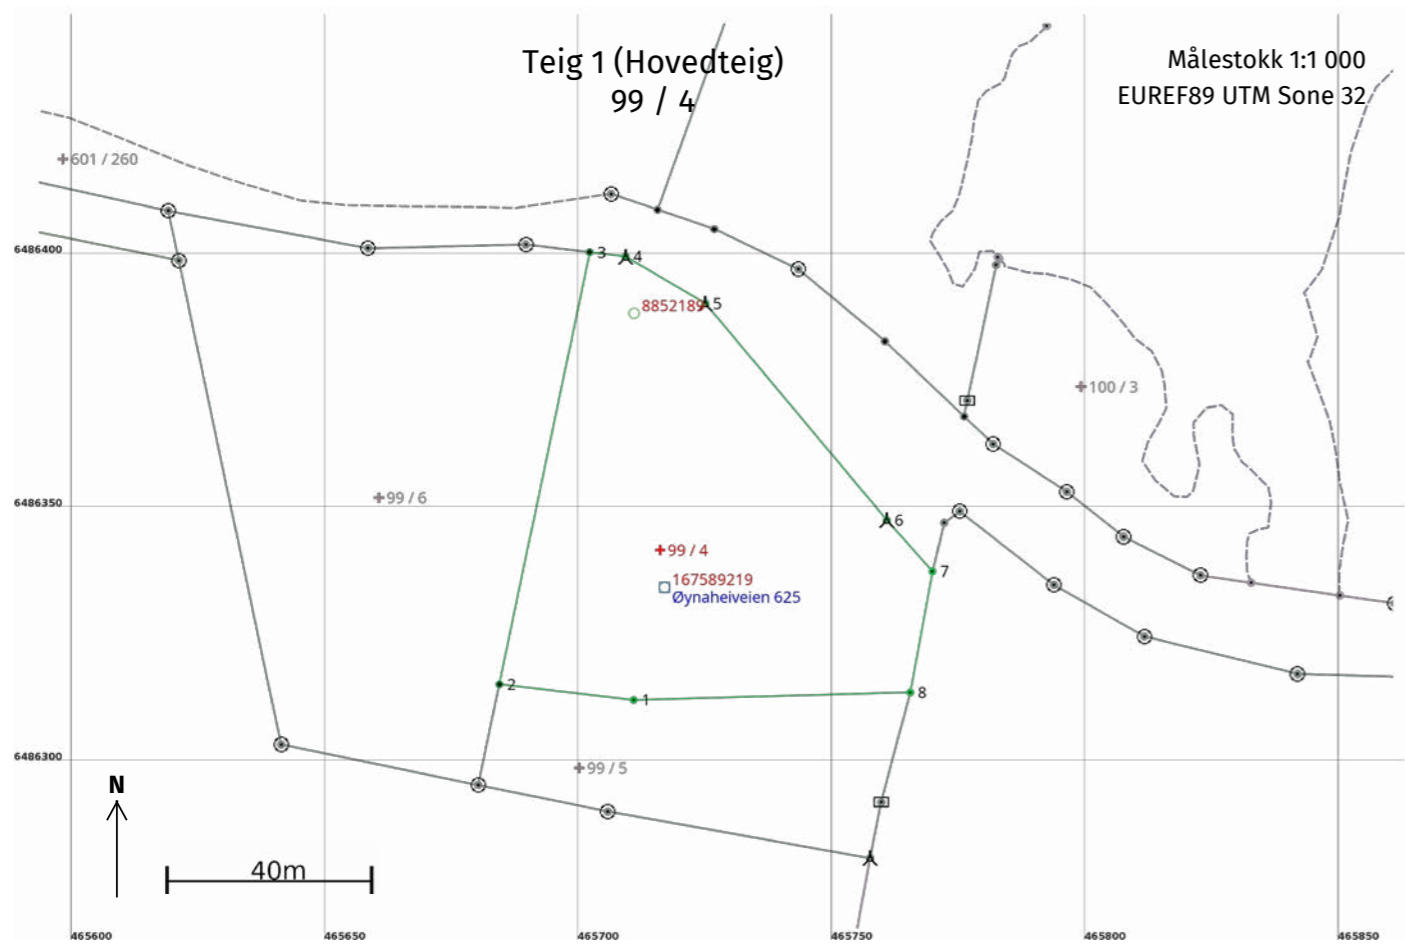 Teig 1 (Hovedteig)
99 / 4
Målestokk 1:1 000
EUREF89 UTM Sone 32
601 / 260
6486400
3
4
8852189
5
100 / 3
6486350
99 / 6
6
99 / 4
7
167589219
Øynaheiveien 625
2
1
8
6486300
99 / 5
N
40m
465600
465650
465700
465750
465800
465850